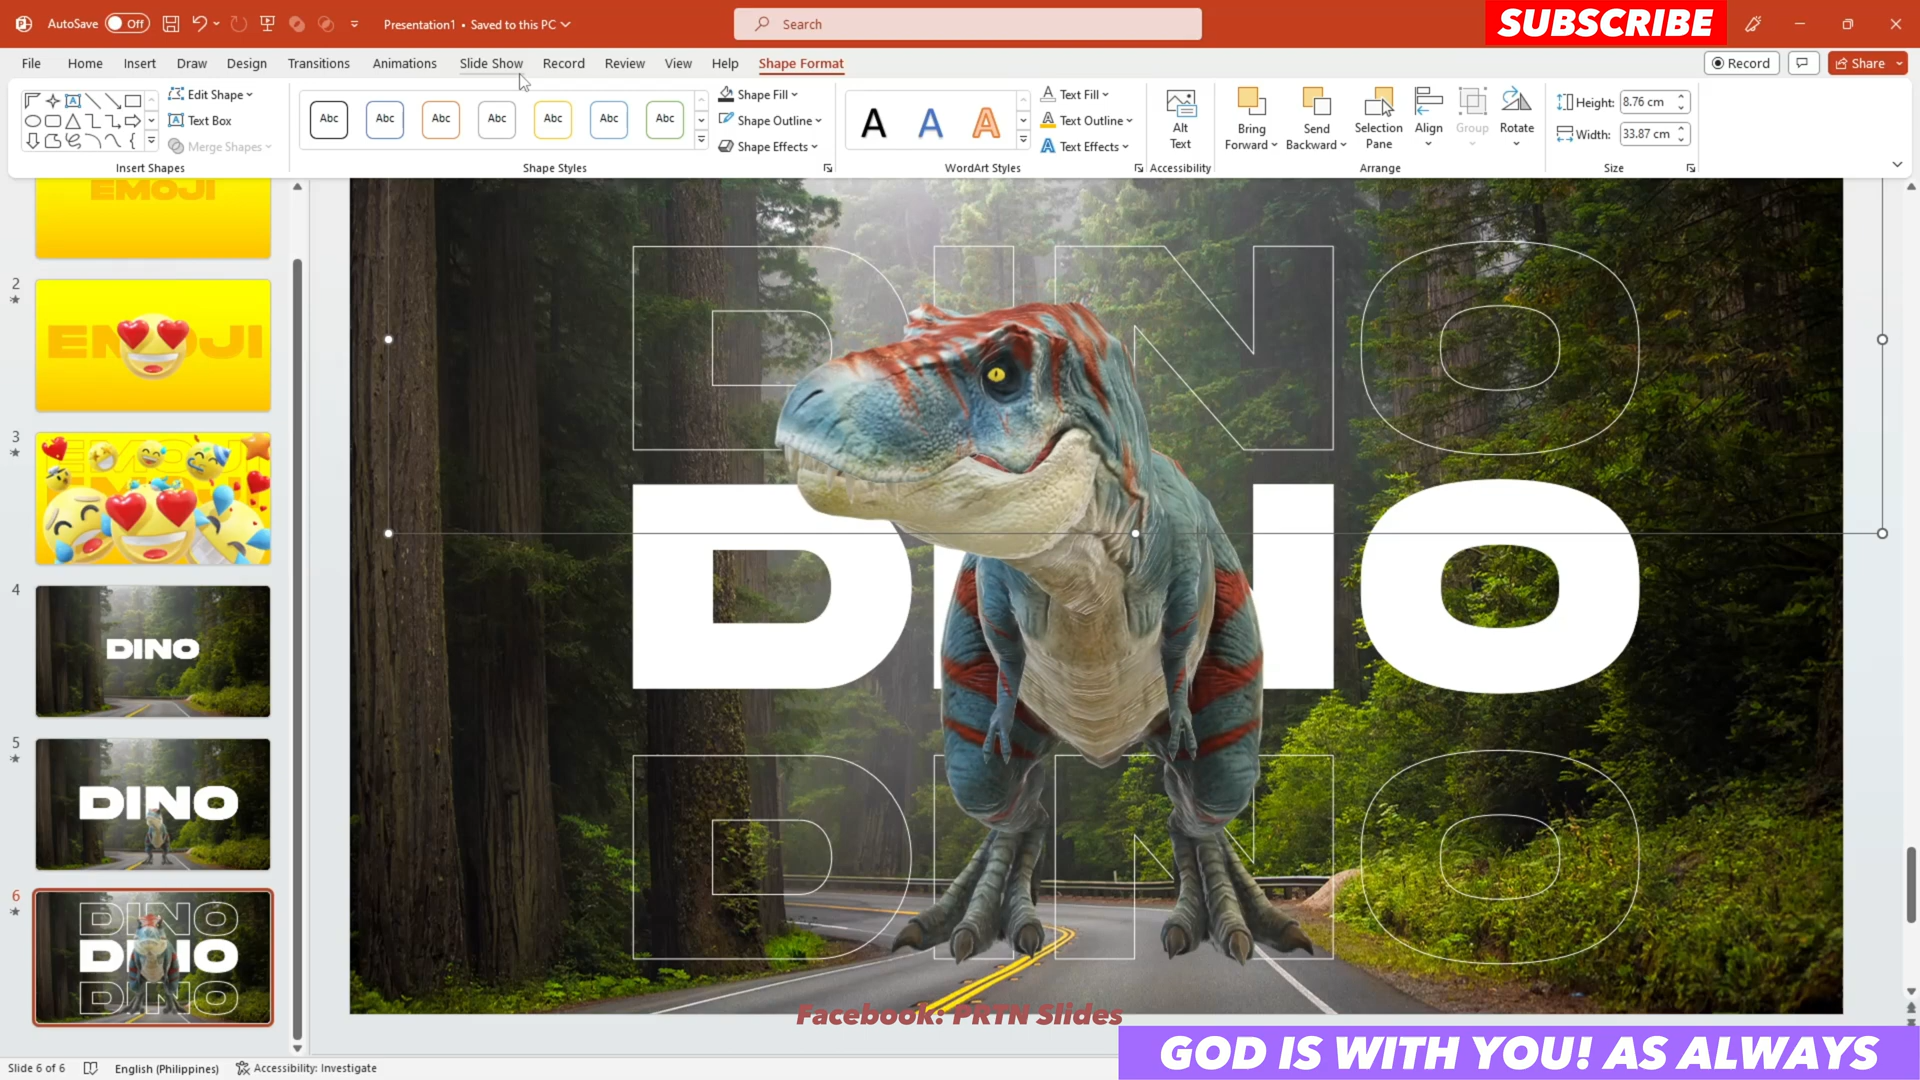 AutoSave Off
Presentation1 • Saved to this PC
Search
SUBSCRIBE
File Home Insert Draw Design Transitions Animations Slide Show Record Review View Help Shape Format
Record
Share
Edit Shape
Text Box
Merge Shapes
Insert Shapes
Abc Abc Abc Abc Abc Abc Abc
Shape Fill
Shape Outline
Shape Effects
Shape Styles
A A A
Text Fill
Text Outline
Text Effects
WordArt Styles
Alt Text
Accessibility
Bring Forward
Send Backward
Selection Pane
Align
Group
Rotate
Arrange
Height: 8.76 cm
Width: 33.87 cm
Size
EMOJI
2
EMOJI
3
EMOJI
EMOJI
4
DINO
5
DINO
6
DINO
DINO
DINO
DINO
DINO
DINO
Facebook: PRTN Slides
GOD IS WITH YOU! AS ALWAYS
Slide 6 of 6
English (Philippines)
Accessibility: Investigate